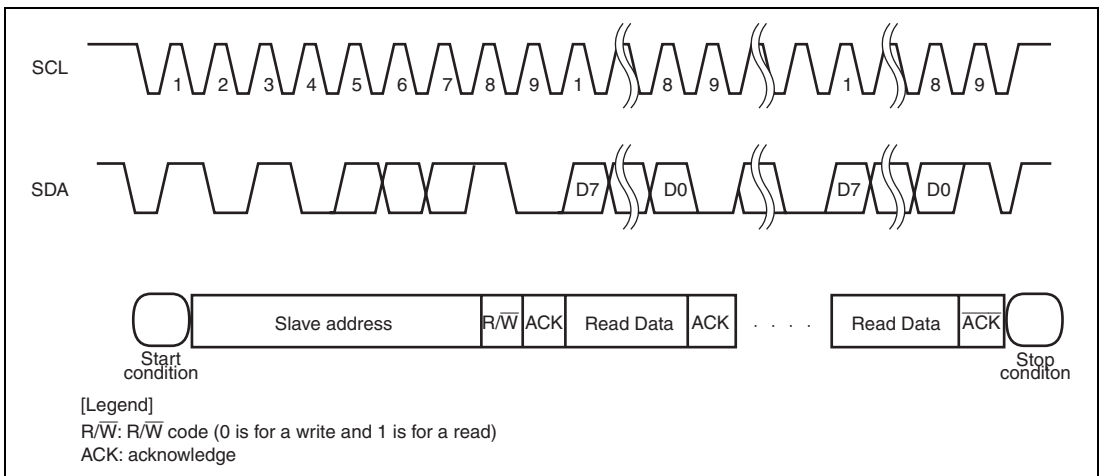 SCL
1 2 3 4 5 6 7 8 9 1 8 9 1 8 9
SDA
D7 D0 D7 D0
Slave address R/W̅ ACK Read Data ACK · · · · Read Data A̅C̅K̅
Start
condition
Stop
conditon
[Legend]
R/W̅: R/W̅ code (0 is for a write and 1 is for a read)
ACK: acknowledge